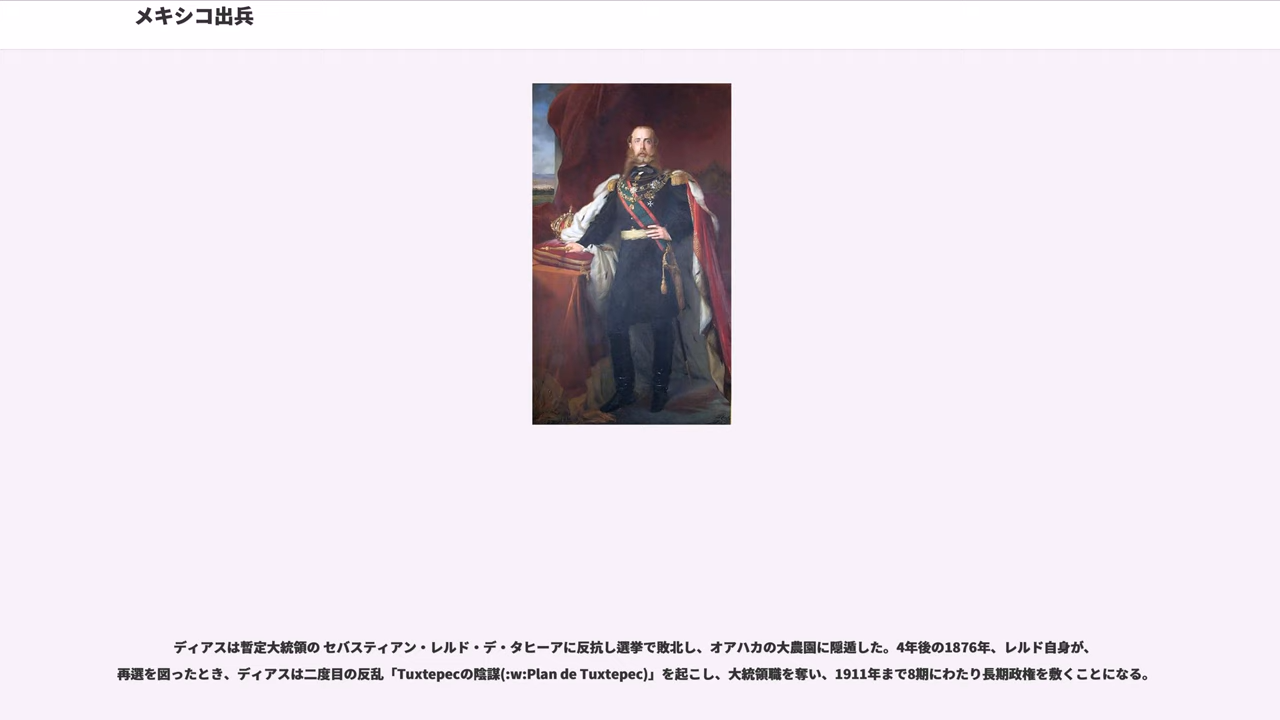 メキシコ出兵
ディアスは暫定大統領の セバスティアン・レルド・デ・タヒーアに反抗し選挙で敗北し、オアハカの大農園に隠遁した。4年後の1876年、レルド自身が、
再選を図ったとき、ディアスは二度目の反乱「Tuxtepecの陰謀(:w:Plan de Tuxtepec)」を起こし、大統領職を奪い、1911年まで8期にわたり長期政権を敷くことになる。